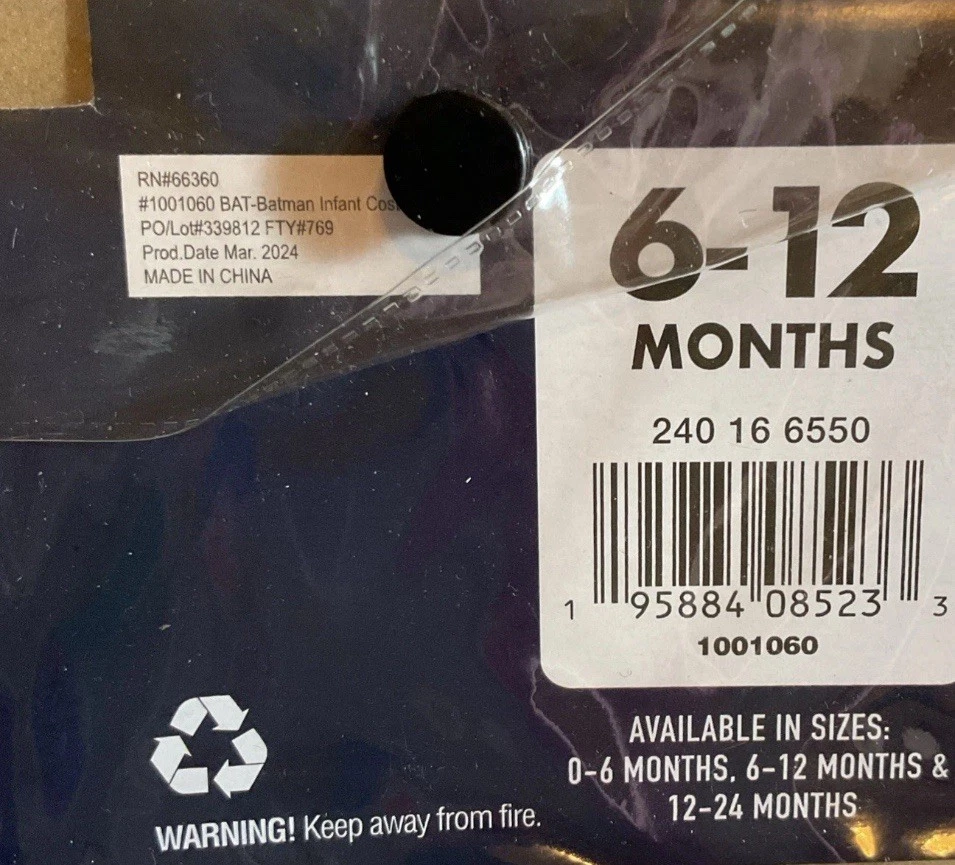 RN#66360
#1001060 BAT-Batman Infant
PO/Lot#339812 FTY#769
Prod.Date Mar. 2024
MADE IN CHINA
6-12
MONTHS
240 16 6550
1 95884 08523 3
1001060
AVAILABLE IN SIZES:
0-6 MONTHS, 6-12 MONTHS &
12-24 MONTHS
WARNING! Keep away from fire.